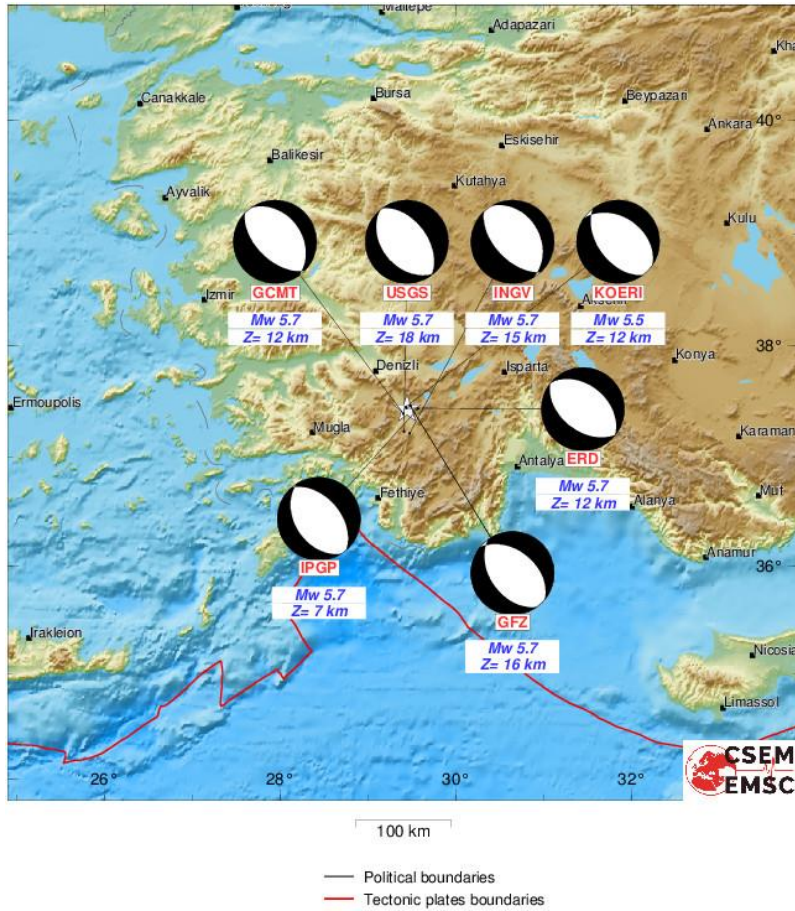 Maltepe
Adapazari
Canakkale
Bursa
Beypazari
40°
Ankara
Eskisehir
Balikesir
Kutahya
Ayvalik
Kulu
GCMT
USGS
INGV
KOERI
Izmir
Mw 5.7
Z= 12 km
Mw 5.7
Z= 18 km
Mw 5.7
Z= 15 km
Mw 5.5
Z= 12 km
38°
Konya
Denizli
Isparta
Ermoupolis
Mugla
Karaman
ERD
Antalya
Mw 5.7
Z= 12 km
Alanya
Mut
Fethiye
Anamur
IPGP
36°
Mw 5.7
Z= 7 km
GFZ
Irakleion
Mw 5.7
Z= 16 km
Nicosia
Limassol
26°
28°
30°
32°
CSEM
EMSC
100 km
Political boundaries
Tectonic plates boundaries